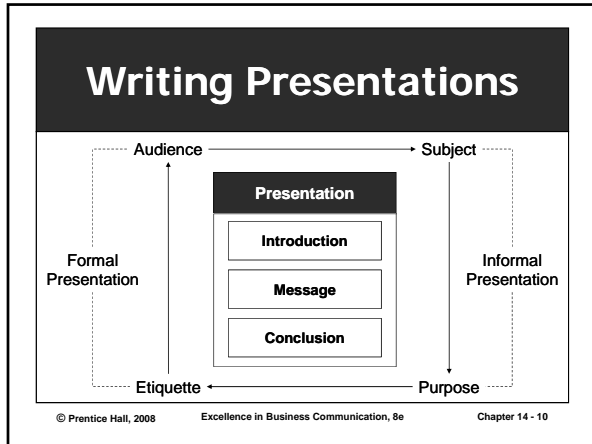 Writing Presentations
Audience Subject
Presentation
Introduction
Formal
Presentation
Informal
Presentation
Message
Conclusion
Etiquette Purpose
© Prentice Hall, 2008 Excellence in Business Communication, 8e Chapter 14 - 10